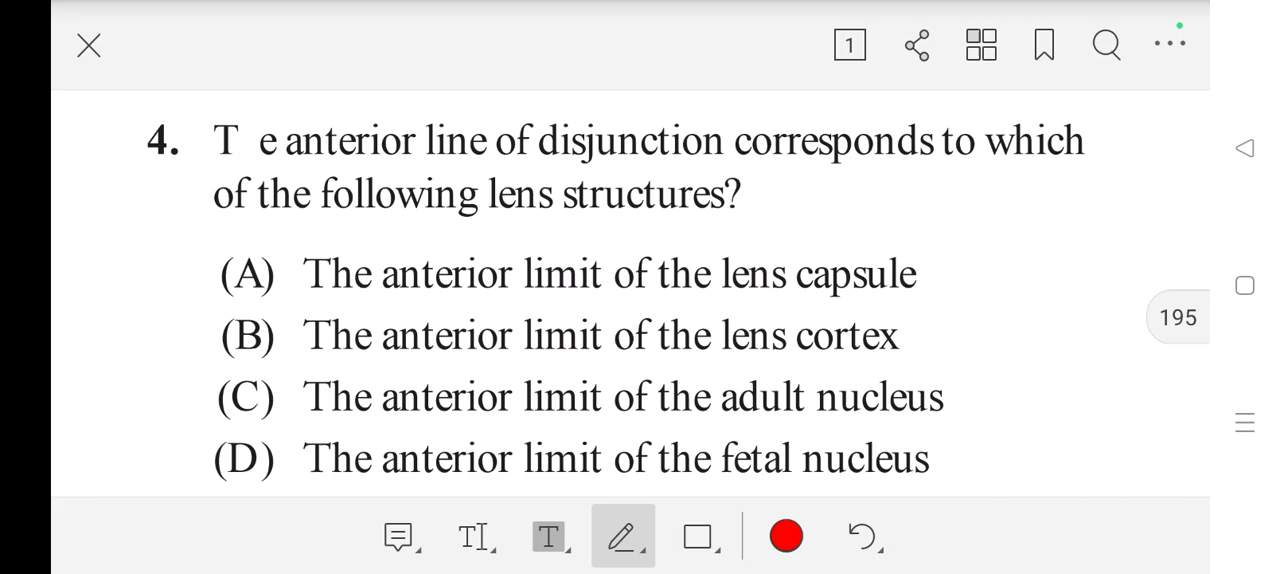 1
4. T e anterior line of disjunction corresponds to which
of the following lens structures?
(A) The anterior limit of the lens capsule
(B) The anterior limit of the lens cortex
195
(C) The anterior limit of the adult nucleus
(D) The anterior limit of the fetal nucleus
T
T